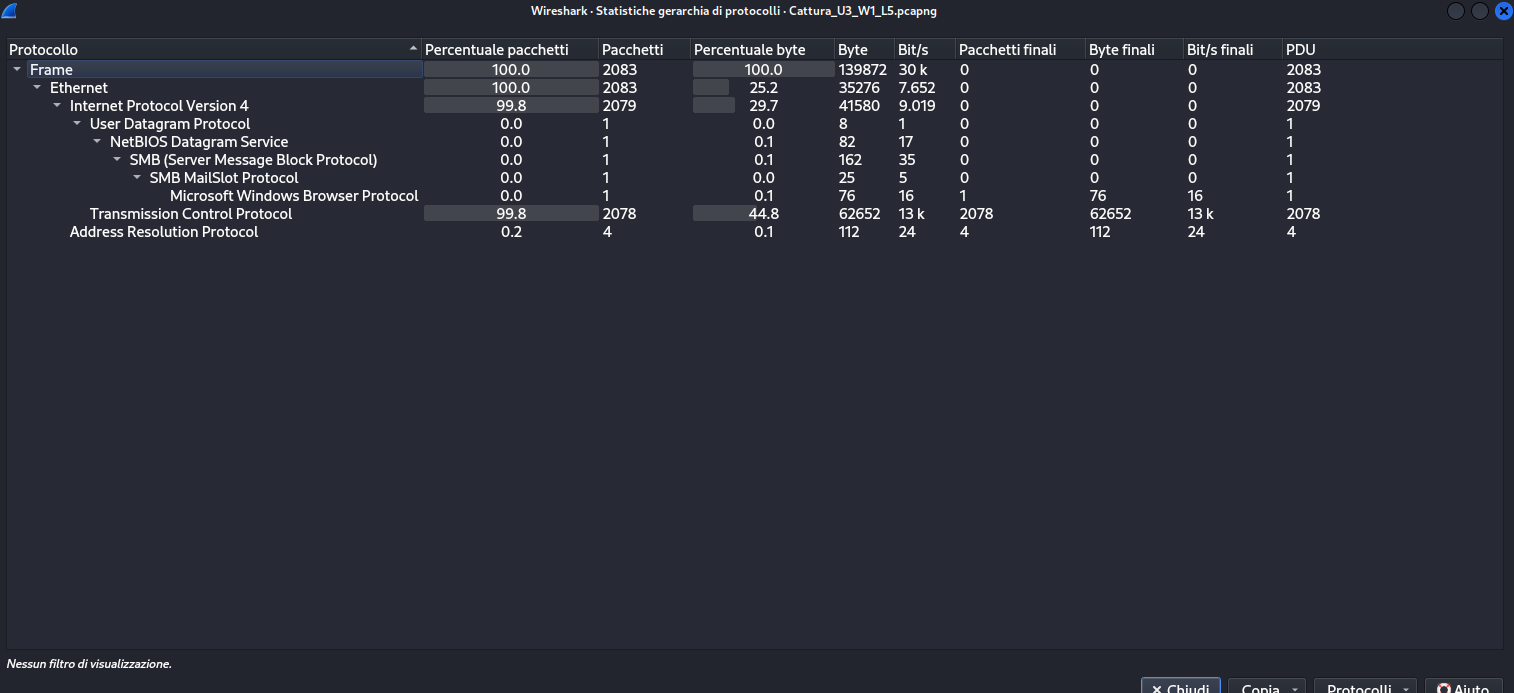 Wireshark · Statistiche gerarchia di protocolli · Cattura_U3_W1_L5.pcapng
Protocollo Percentuale pacchetti Pacchetti Percentuale byte Byte Bit/s Pacchetti finali Byte finali Bit/s finali PDU
Frame 100.0 2083 100.0 139872 30 k 0 0 0 2083
Ethernet 100.0 2083 25.2 35276 7.652 0 0 0 2083
Internet Protocol Version 4 99.8 2079 29.7 41580 9.019 0 0 0 2079
User Datagram Protocol 0.0 1 0.0 8 1 0 0 0 1
NetBIOS Datagram Service 0.0 1 0.1 82 17 0 0 0 1
SMB (Server Message Block Protocol) 0.0 1 0.1 162 35 0 0 0 1
SMB MailSlot Protocol 0.0 1 0.0 25 5 0 0 0 1
Microsoft Windows Browser Protocol 0.0 1 0.1 76 16 1 76 16 1
Transmission Control Protocol 99.8 2078 44.8 62652 13 k 2078 62652 13 k 2078
Address Resolution Protocol 0.2 4 0.1 112 24 4 112 24 4
Nessun filtro di visualizzazione.
Chiudi Copia Protocolli Aiuto